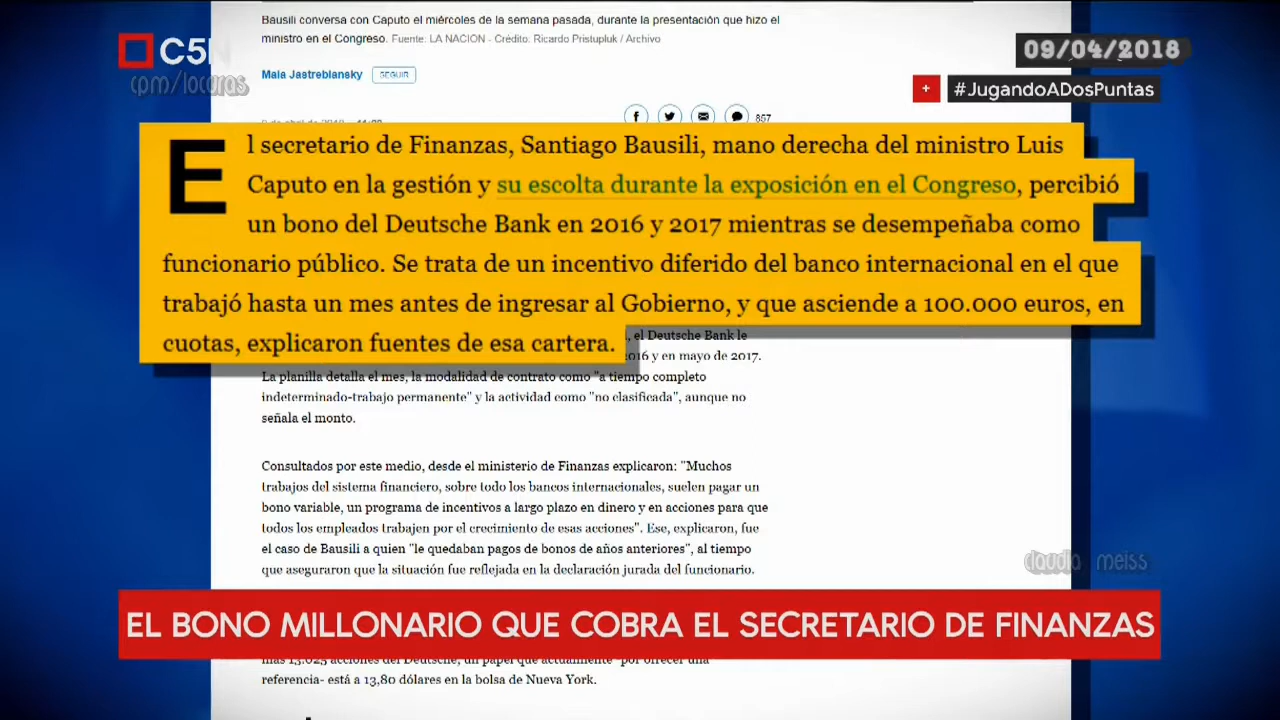 Bausili conversa con Caputo el miércoles de la semana pasada, durante la presentación que hizo el
ministro en el Congreso. Fuente: LA NACION - Crédito: Ricardo Pristupluk / Archivo
C5N
cpm/locuras
09/04/2018
+ #JugandoADosPuntas
Maia Jastreblansky SEGUIR
857
El secretario de Finanzas, Santiago Bausili, mano derecha del ministro Luis
Caputo en la gestión y su escolta durante la exposición en el Congreso, percibió
un bono del Deutsche Bank en 2016 y 2017 mientras se desempeñaba como
funcionario público. Se trata de un incentivo diferido del banco internacional en el que
trabajó hasta un mes antes de ingresar al Gobierno, y que asciende a 100.000 euros, en
cuotas, explicaron fuentes de esa cartera.
, el Deutsche Bank le
2016 y en mayo de 2017.
La planilla detalla el mes, la modalidad de contrato como "a tiempo completo
indeterminado-trabajo permanente" y la actividad como "no clasificada", aunque no
señala el monto.
Consultados por este medio, desde el ministerio de Finanzas explicaron: "Muchos
trabajos del sistema financiero, sobre todo los bancos internacionales, suelen pagar un
bono variable, un programa de incentivos a largo plazo en dinero y en acciones para que
todos los empleados trabajen por el crecimiento de esas acciones". Ese, explicaron, fue
el caso de Bausili a quien "le quedaban pagos de bonos de años anteriores", al tiempo
que aseguraron que la situación fue reflejada en la declaración jurada del funcionario.
claudia meiss
EL BONO MILLONARIO QUE COBRA EL SECRETARIO DE FINANZAS
más 13.025 acciones del Deutsche, un papel que actualmente -por ofrecer una
referencia- está a 13,80 dólares en la bolsa de Nueva York.